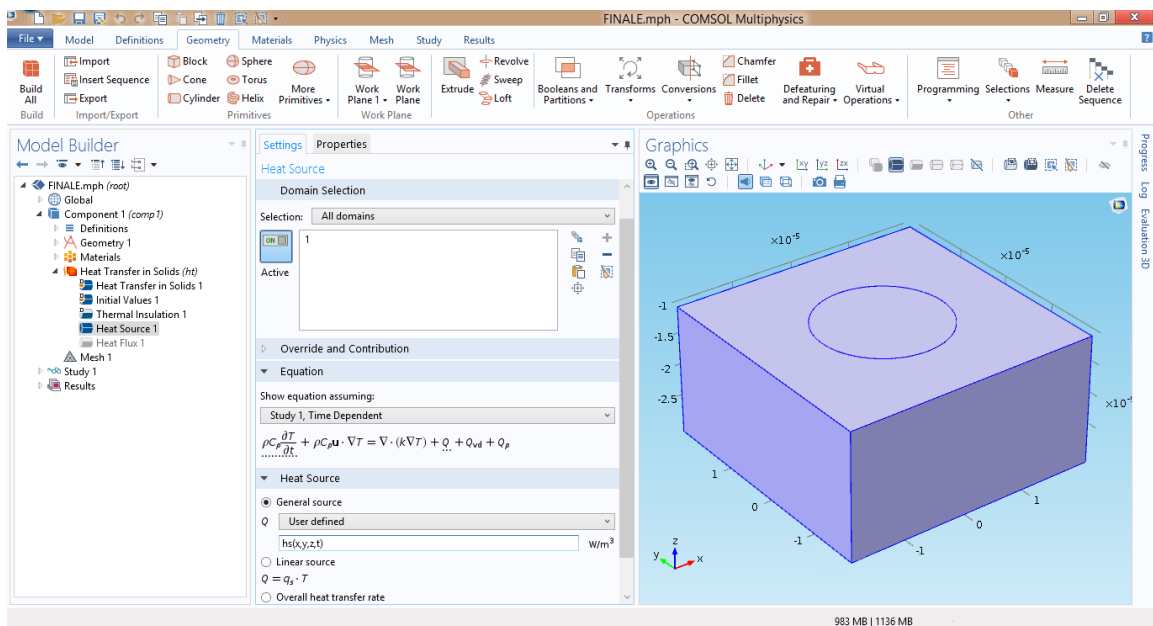 FINALE.mph - COMSOL Multiphysics
File Model Definitions Geometry Materials Physics Mesh Study Results
Build All
Import
Insert Sequence
Export
Block Sphere
Cone Torus
Cylinder Helix
More Primitives
Work Plane 1
Work Plane
Extrude
Revolve
Sweep
Loft
Booleans and Partitions
Transforms
Conversions
Chamfer
Fillet
Delete
Defeaturing and Repair
Virtual Operations
Programming
Selections
Measure
Delete Sequence
Build Import/Export Primitives Work Plane Operations Other
Model Builder
FINALE.mph (root)
Global
Component 1 (comp1)
Definitions
Geometry 1
Materials
Heat Transfer in Solids (ht)
Heat Transfer in Solids 1
Initial Values 1
Thermal Insulation 1
Heat Source 1
Heat Flux 1
Mesh 1
Study 1
Results
Settings Properties
Heat Source
Domain Selection
Selection: All domains
ON
1
Active
Override and Contribution
Equation
Show equation assuming:
Study 1, Time Dependent
ρCp ∂T/∂t + ρCpu · ∇T = ∇ · (k∇T) + Q + Qvd + Qp
Heat Source
General source
Q User defined
hs(x,y,z,t) W/m³
Linear source
Q = qs · T
Overall heat transfer rate
Graphics
xy yz zx
×10⁻⁵
×10⁻⁵
-1
-1.5
-2
-2.5
1
0
-1
-1
0
1
z
y x
Progress
Log
Evaluation 3D
983 MB | 1136 MB